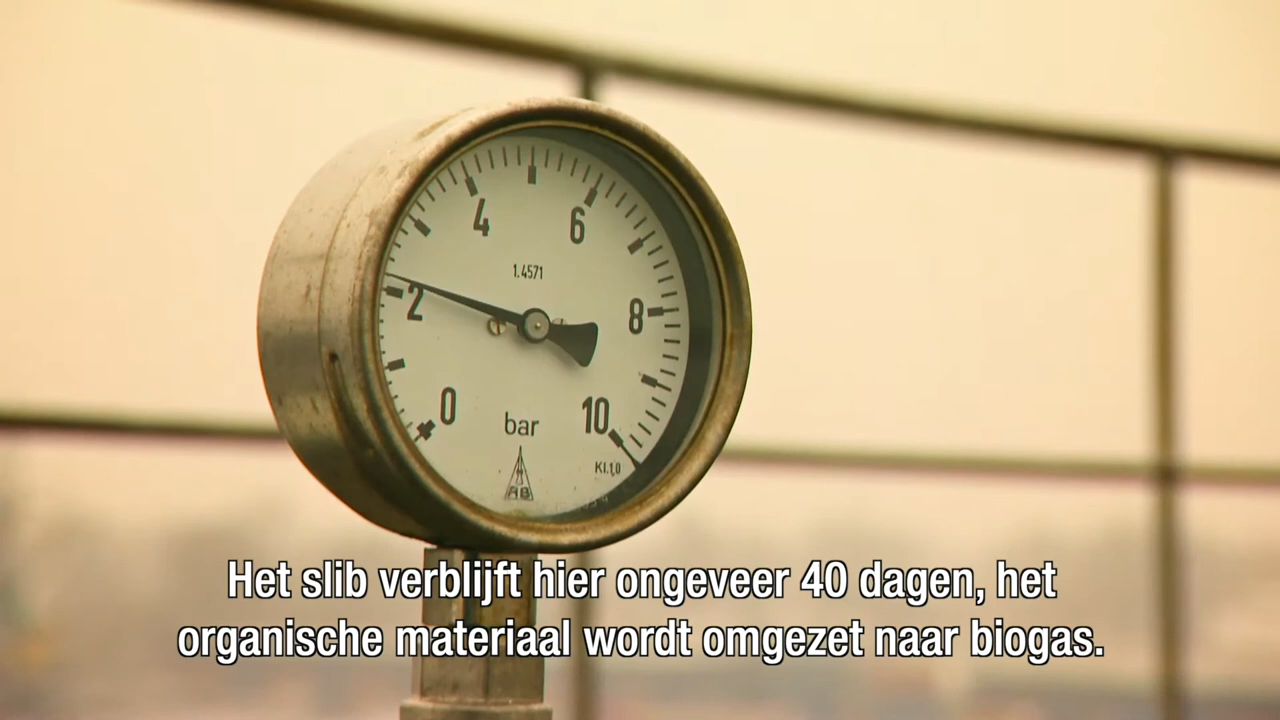 4
6
1.4571
2
8
0
10
bar
Kl.1,0
AB
Het slib verblijft hier ongeveer 40 dagen, het
organische materiaal wordt omgezet naar biogas.